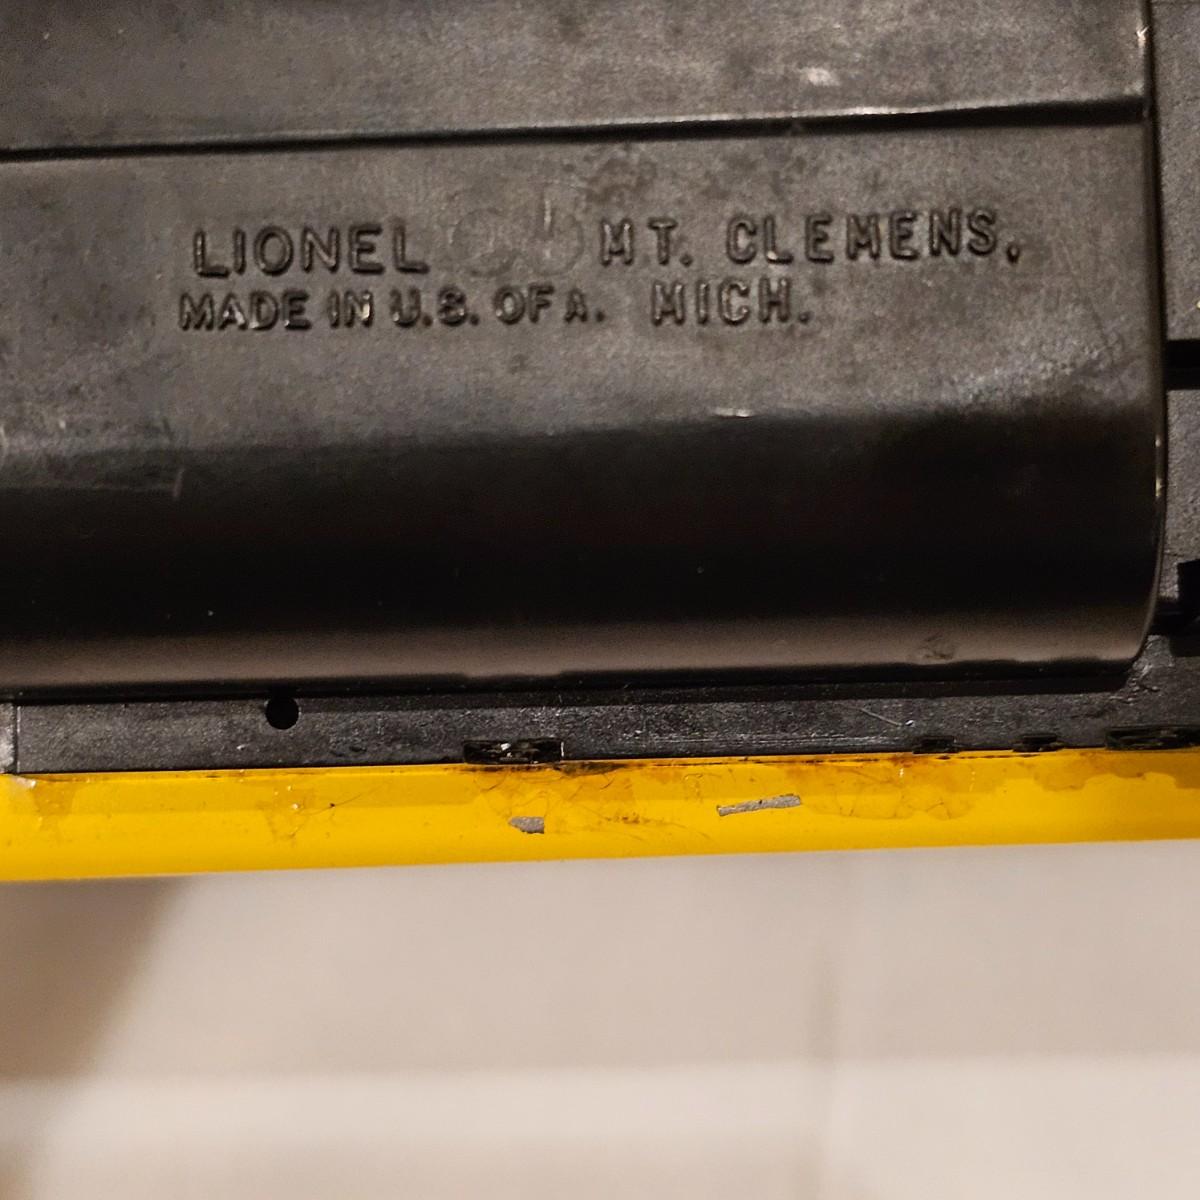 LIONEL MT. CLEMENS,
MADE IN U.S. OF A. MICH.